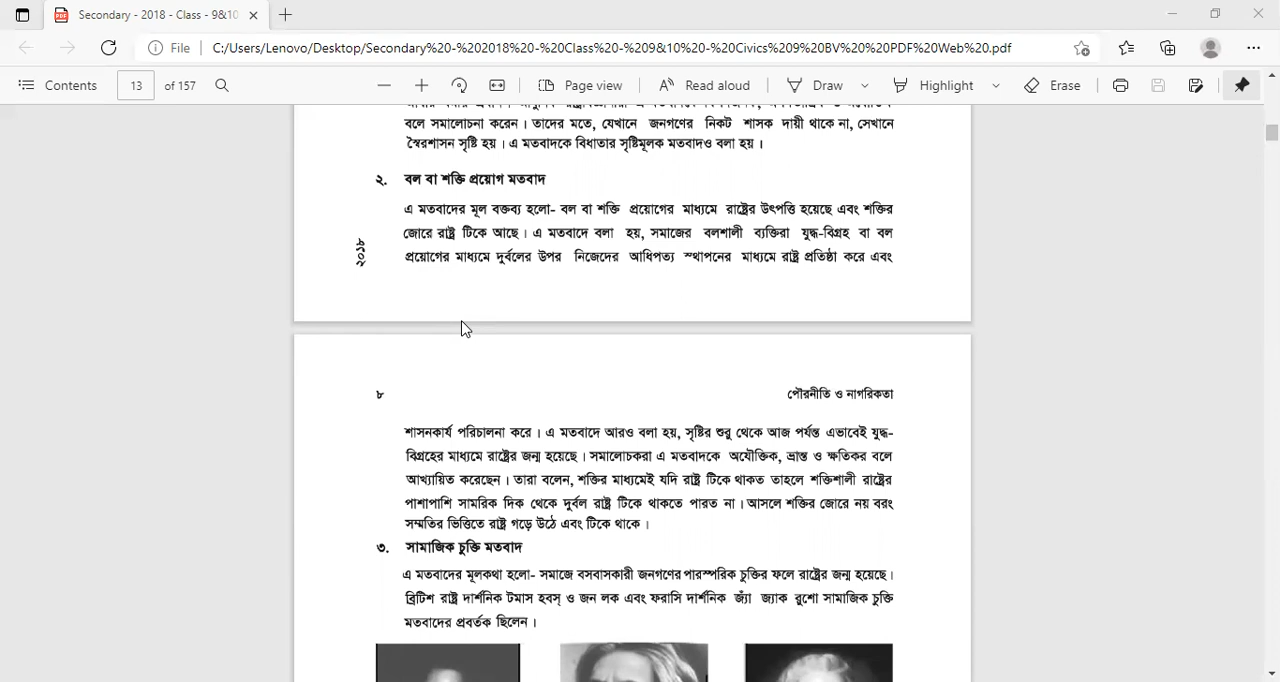 Secondary - 2018 - Class - 9&10
File C:/Users/Lenovo/Desktop/Secondary%20-%202018%20-%20Class%20-%209&10%20-%20Civics%209%20BV%20%20PDF%20Web%20.pdf
Contents 13 of 157 Page view Read aloud Draw Highlight Erase
বলে সমালোচনা করেন। তাদের মতে, যেখানে জনগণের নিকট শাসক দায়ী থাকে না, সেখানে
স্বৈরশাসন সৃষ্টি হয়। এ মতবাদকে বিধাতার সৃষ্টিমূলক মতবাদও বলা হয়।
২. বল বা শক্তি প্রয়োগ মতবাদ
এ মতবাদের মূল বক্তব্য হলো- বল বা শক্তি প্রয়োগের মাধ্যমে রাষ্ট্রের উৎপত্তি হয়েছে এবং শক্তির
জোরে রাষ্ট্র টিকে আছে। এ মতবাদে বলা হয়, সমাজের বলশালী ব্যক্তিরা যুদ্ধ-বিগ্রহ বা বল
প্রয়োগের মাধ্যমে দুর্বলের উপর নিজেদের আধিপত্য স্থাপনের মাধ্যমে রাষ্ট্র প্রতিষ্ঠা করে এবং
২০১৮
৮ পৌরনীতি ও নাগরিকতা
শাসনকার্য পরিচালনা করে। এ মতবাদে আরও বলা হয়, সৃষ্টির শুরু থেকে আজ পর্যন্ত এভাবেই যুদ্ধ-
বিগ্রহের মাধ্যমে রাষ্ট্রের জন্ম হয়েছে। সমালোচকরা এ মতবাদকে অযৌক্তিক, ভ্রান্ত ও ক্ষতিকর বলে
আখ্যায়িত করেছেন। তারা বলেন, শক্তির মাধ্যমেই যদি রাষ্ট্র টিকে থাকত তাহলে শক্তিশালী রাষ্ট্রের
পাশাপাশি সামরিক দিক থেকে দুর্বল রাষ্ট্র টিকে থাকতে পারত না। আসলে শক্তির জোরে নয় বরং
সম্মতির ভিত্তিতে রাষ্ট্র গড়ে উঠে এবং টিকে থাকে।
৩. সামাজিক চুক্তি মতবাদ
এ মতবাদের মূলকথা হলো- সমাজে বসবাসকারী জনগণের পারস্পরিক চুক্তির ফলে রাষ্ট্রের জন্ম হয়েছে।
ব্রিটিশ রাষ্ট্র দার্শনিক টমাস হবস্ ও জন লক এবং ফরাসি দার্শনিক জ্যাঁ জ্যাক রুশো সামাজিক চুক্তি
মতবাদের প্রবর্তক ছিলেন।